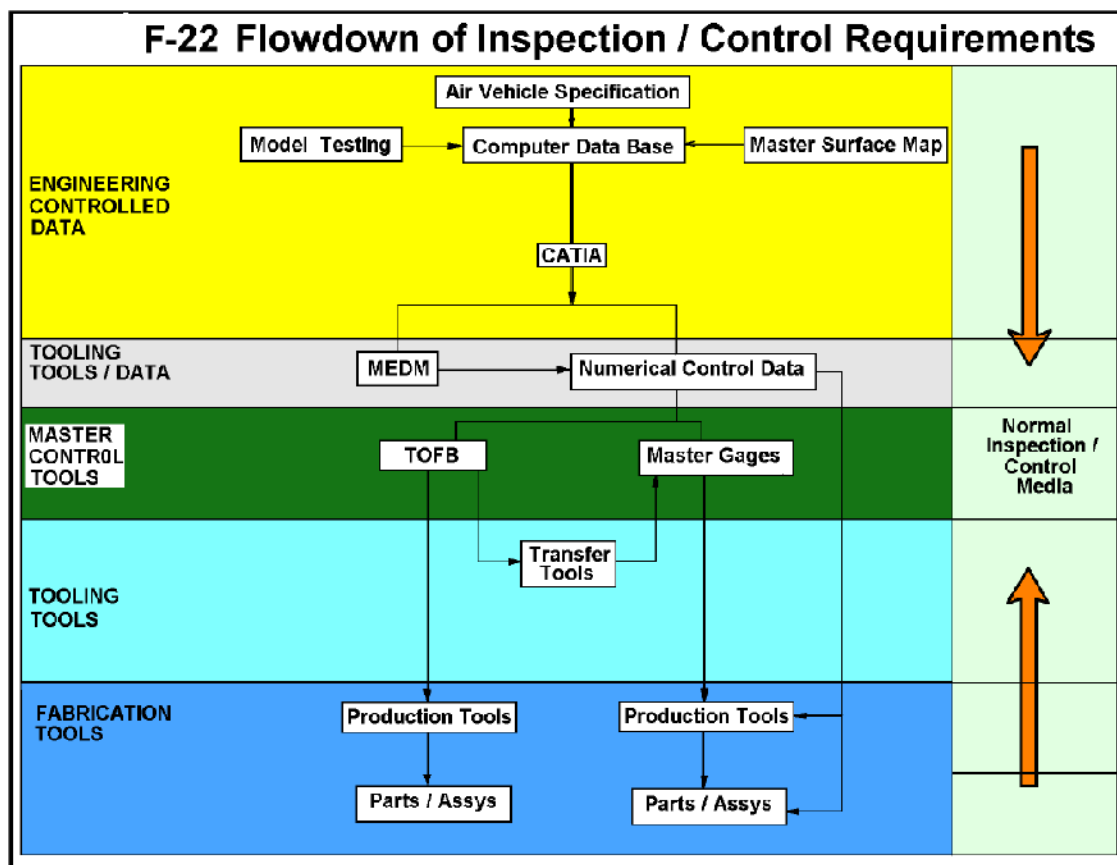 F-22 Flowdown of Inspection / Control Requirements
Air Vehicle Specification
Model Testing
Computer Data Base
Master Surface Map
ENGINEERING
CONTROLLED
DATA
CATIA
TOOLING
TOOLS / DATA
MEDM
Numerical Control Data
MASTER
CONTROL
TOOLS
TOFB
Master Gages
Normal
Inspection /
Control
Media
Transfer
Tools
TOOLING
TOOLS
FABRICATION
TOOLS
Production Tools
Production Tools
Parts / Assys
Parts / Assys